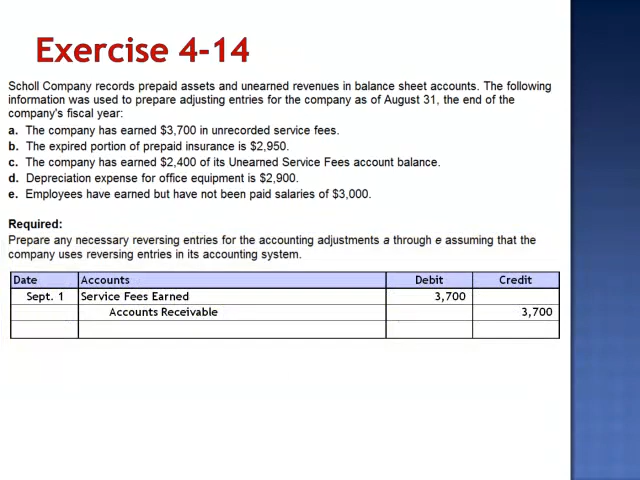 Exercise 4-14
Scholl Company records prepaid assets and unearned revenues in balance sheet accounts. The following
information was used to prepare adjusting entries for the company as of August 31, the end of the
company's fiscal year:
a. The company has earned $3,700 in unrecorded service fees.
b. The expired portion of prepaid insurance is $2,950.
c. The company has earned $2,400 of its Unearned Service Fees account balance.
d. Depreciation expense for office equipment is $2,900.
e. Employees have earned but have not been paid salaries of $3,000.
Required:
Prepare any necessary reversing entries for the accounting adjustments a through e assuming that the
company uses reversing entries in its accounting system.
Date Accounts Debit Credit
Sept. 1 Service Fees Earned 3,700
Accounts Receivable 3,700